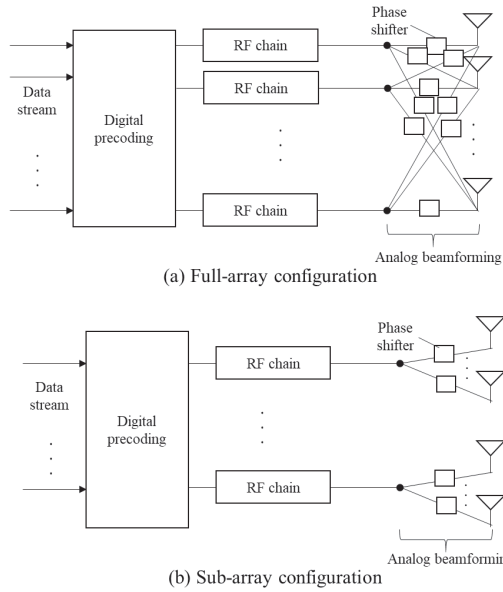 Phase
shifter
RF chain
RF chain
Data
stream
Digital
precoding
RF chain
Analog beamforming
(a) Full-array configuration
Phase
shifter
RF chain
Data
stream
Digital
precoding
RF chain
Analog beamformin
(b) Sub-array configuration